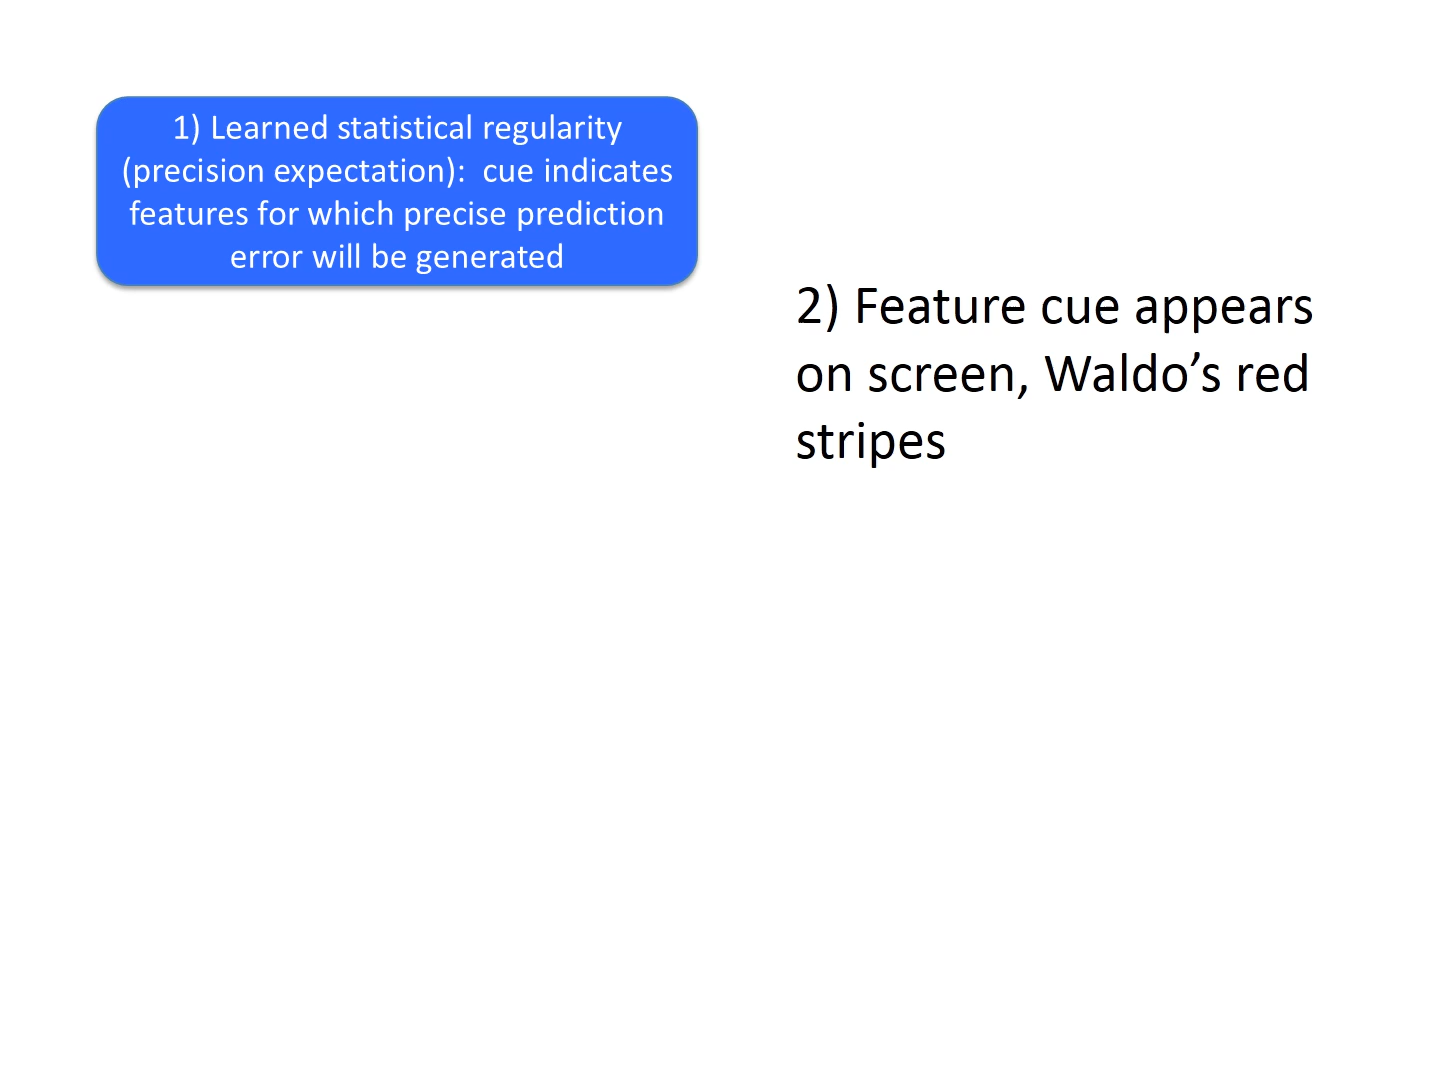 1) Learned statistical regularity
(precision expectation):  cue indicates
features for which precise prediction
error will be generated
2) Feature cue appears
on screen, Waldo’s red
stripes